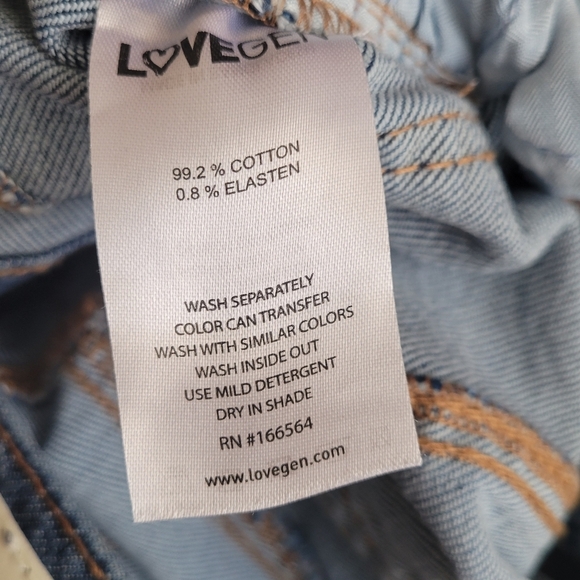 LOVEGEN
99.2 % COTTON
0.8 % ELASTEN
WASH SEPARATELY
COLOR CAN TRANSFER
WASH WITH SIMILAR COLORS
WASH INSIDE OUT
USE MILD DETERGENT
DRY IN SHADE
RN #166564
www.lovegen.com